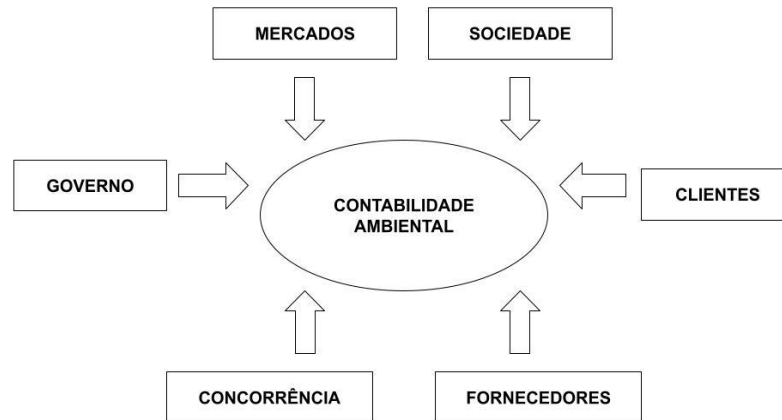 MERCADOS
SOCIEDADE
GOVERNO
CONTABILIDADE
AMBIENTAL
CLIENTES
CONCORRÊNCIA
FORNECEDORES